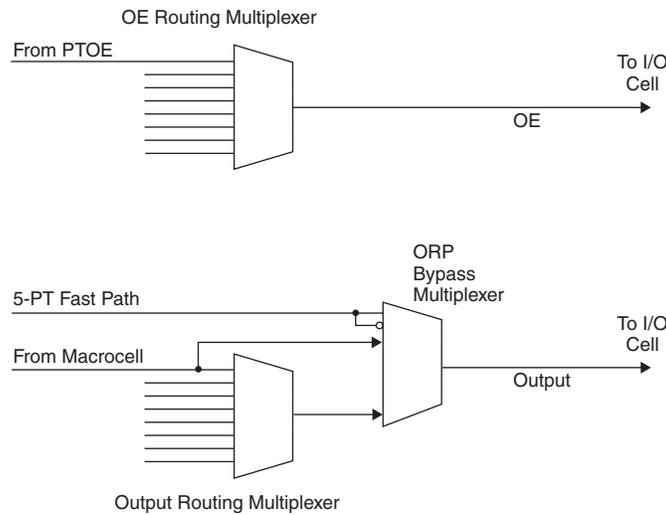 OE Routing Multiplexer
From PTOE
To I/O
Cell
OE
ORP
Bypass
Multiplexer
5-PT Fast Path
To I/O
Cell
From Macrocell
Output
Output Routing Multiplexer